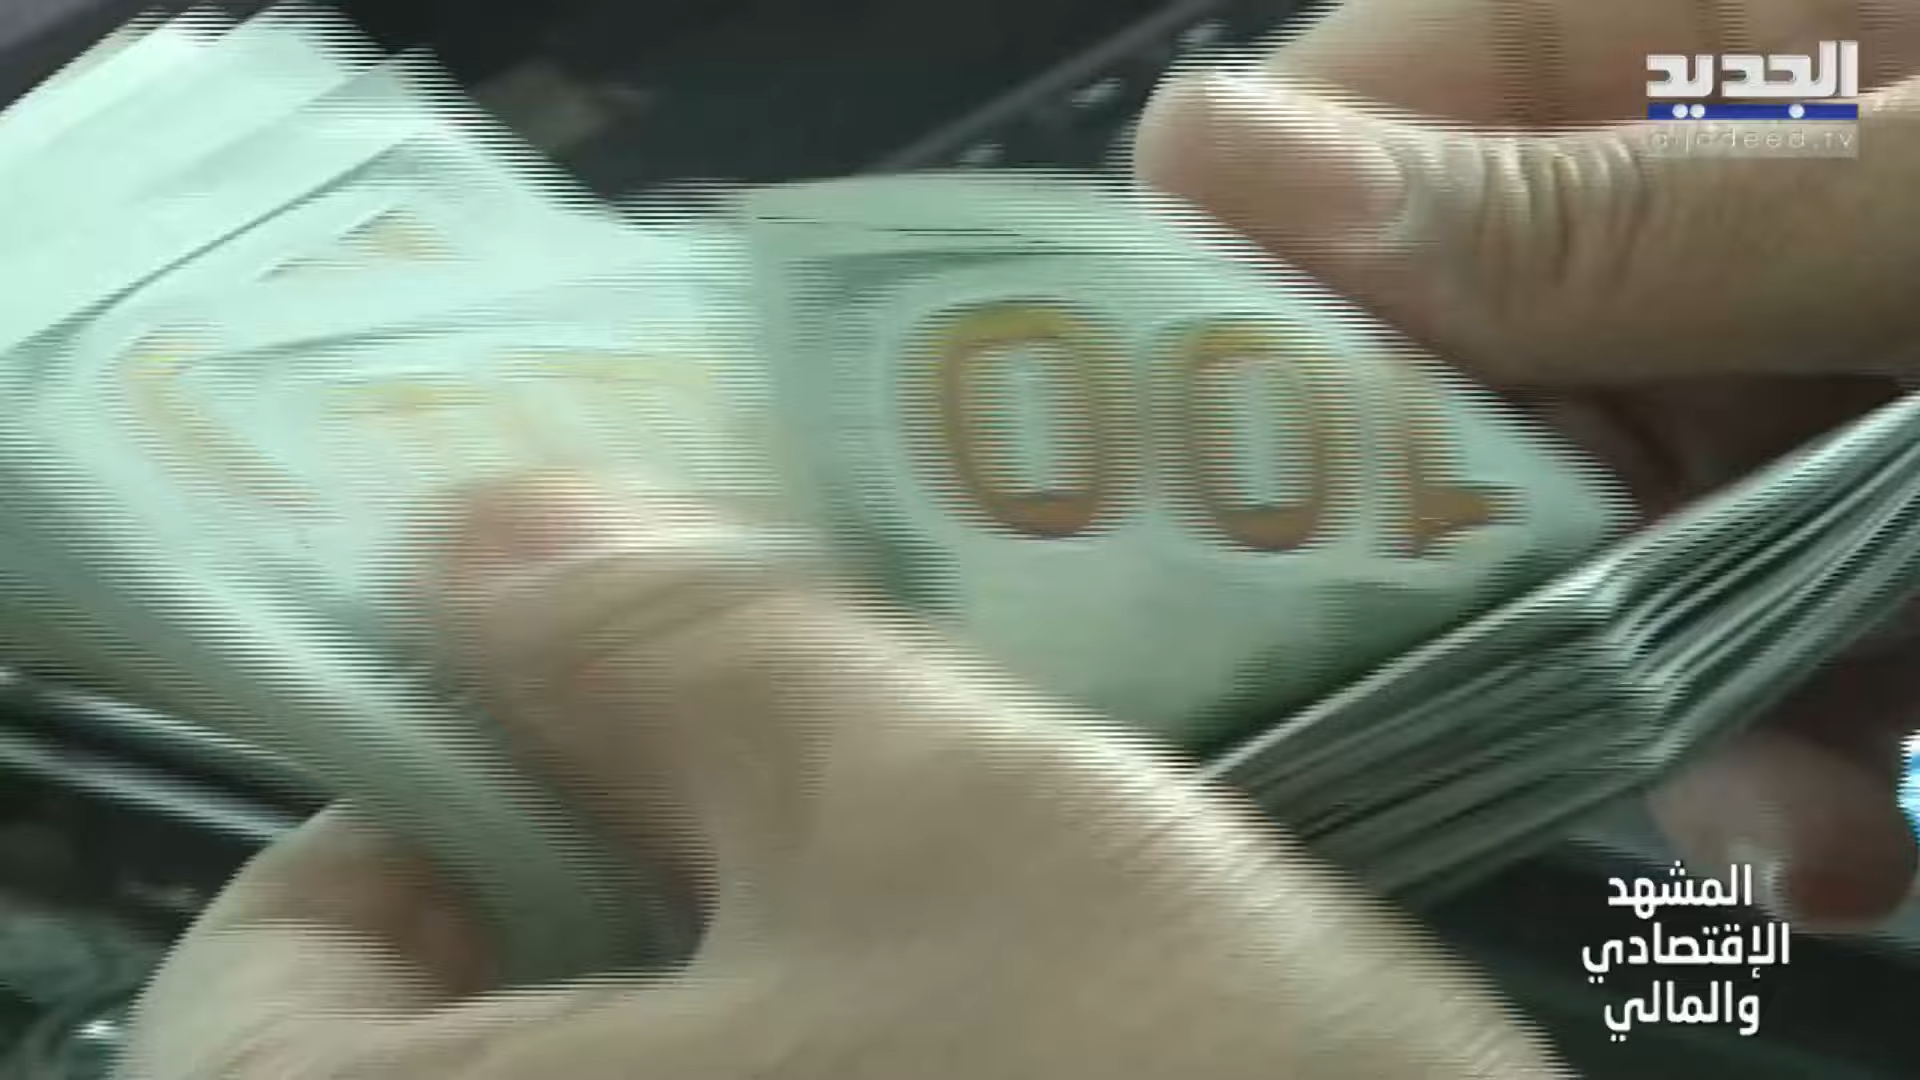 الجديد
aljadeed.tv
100
المشهد
الإقتصادي
والمالي